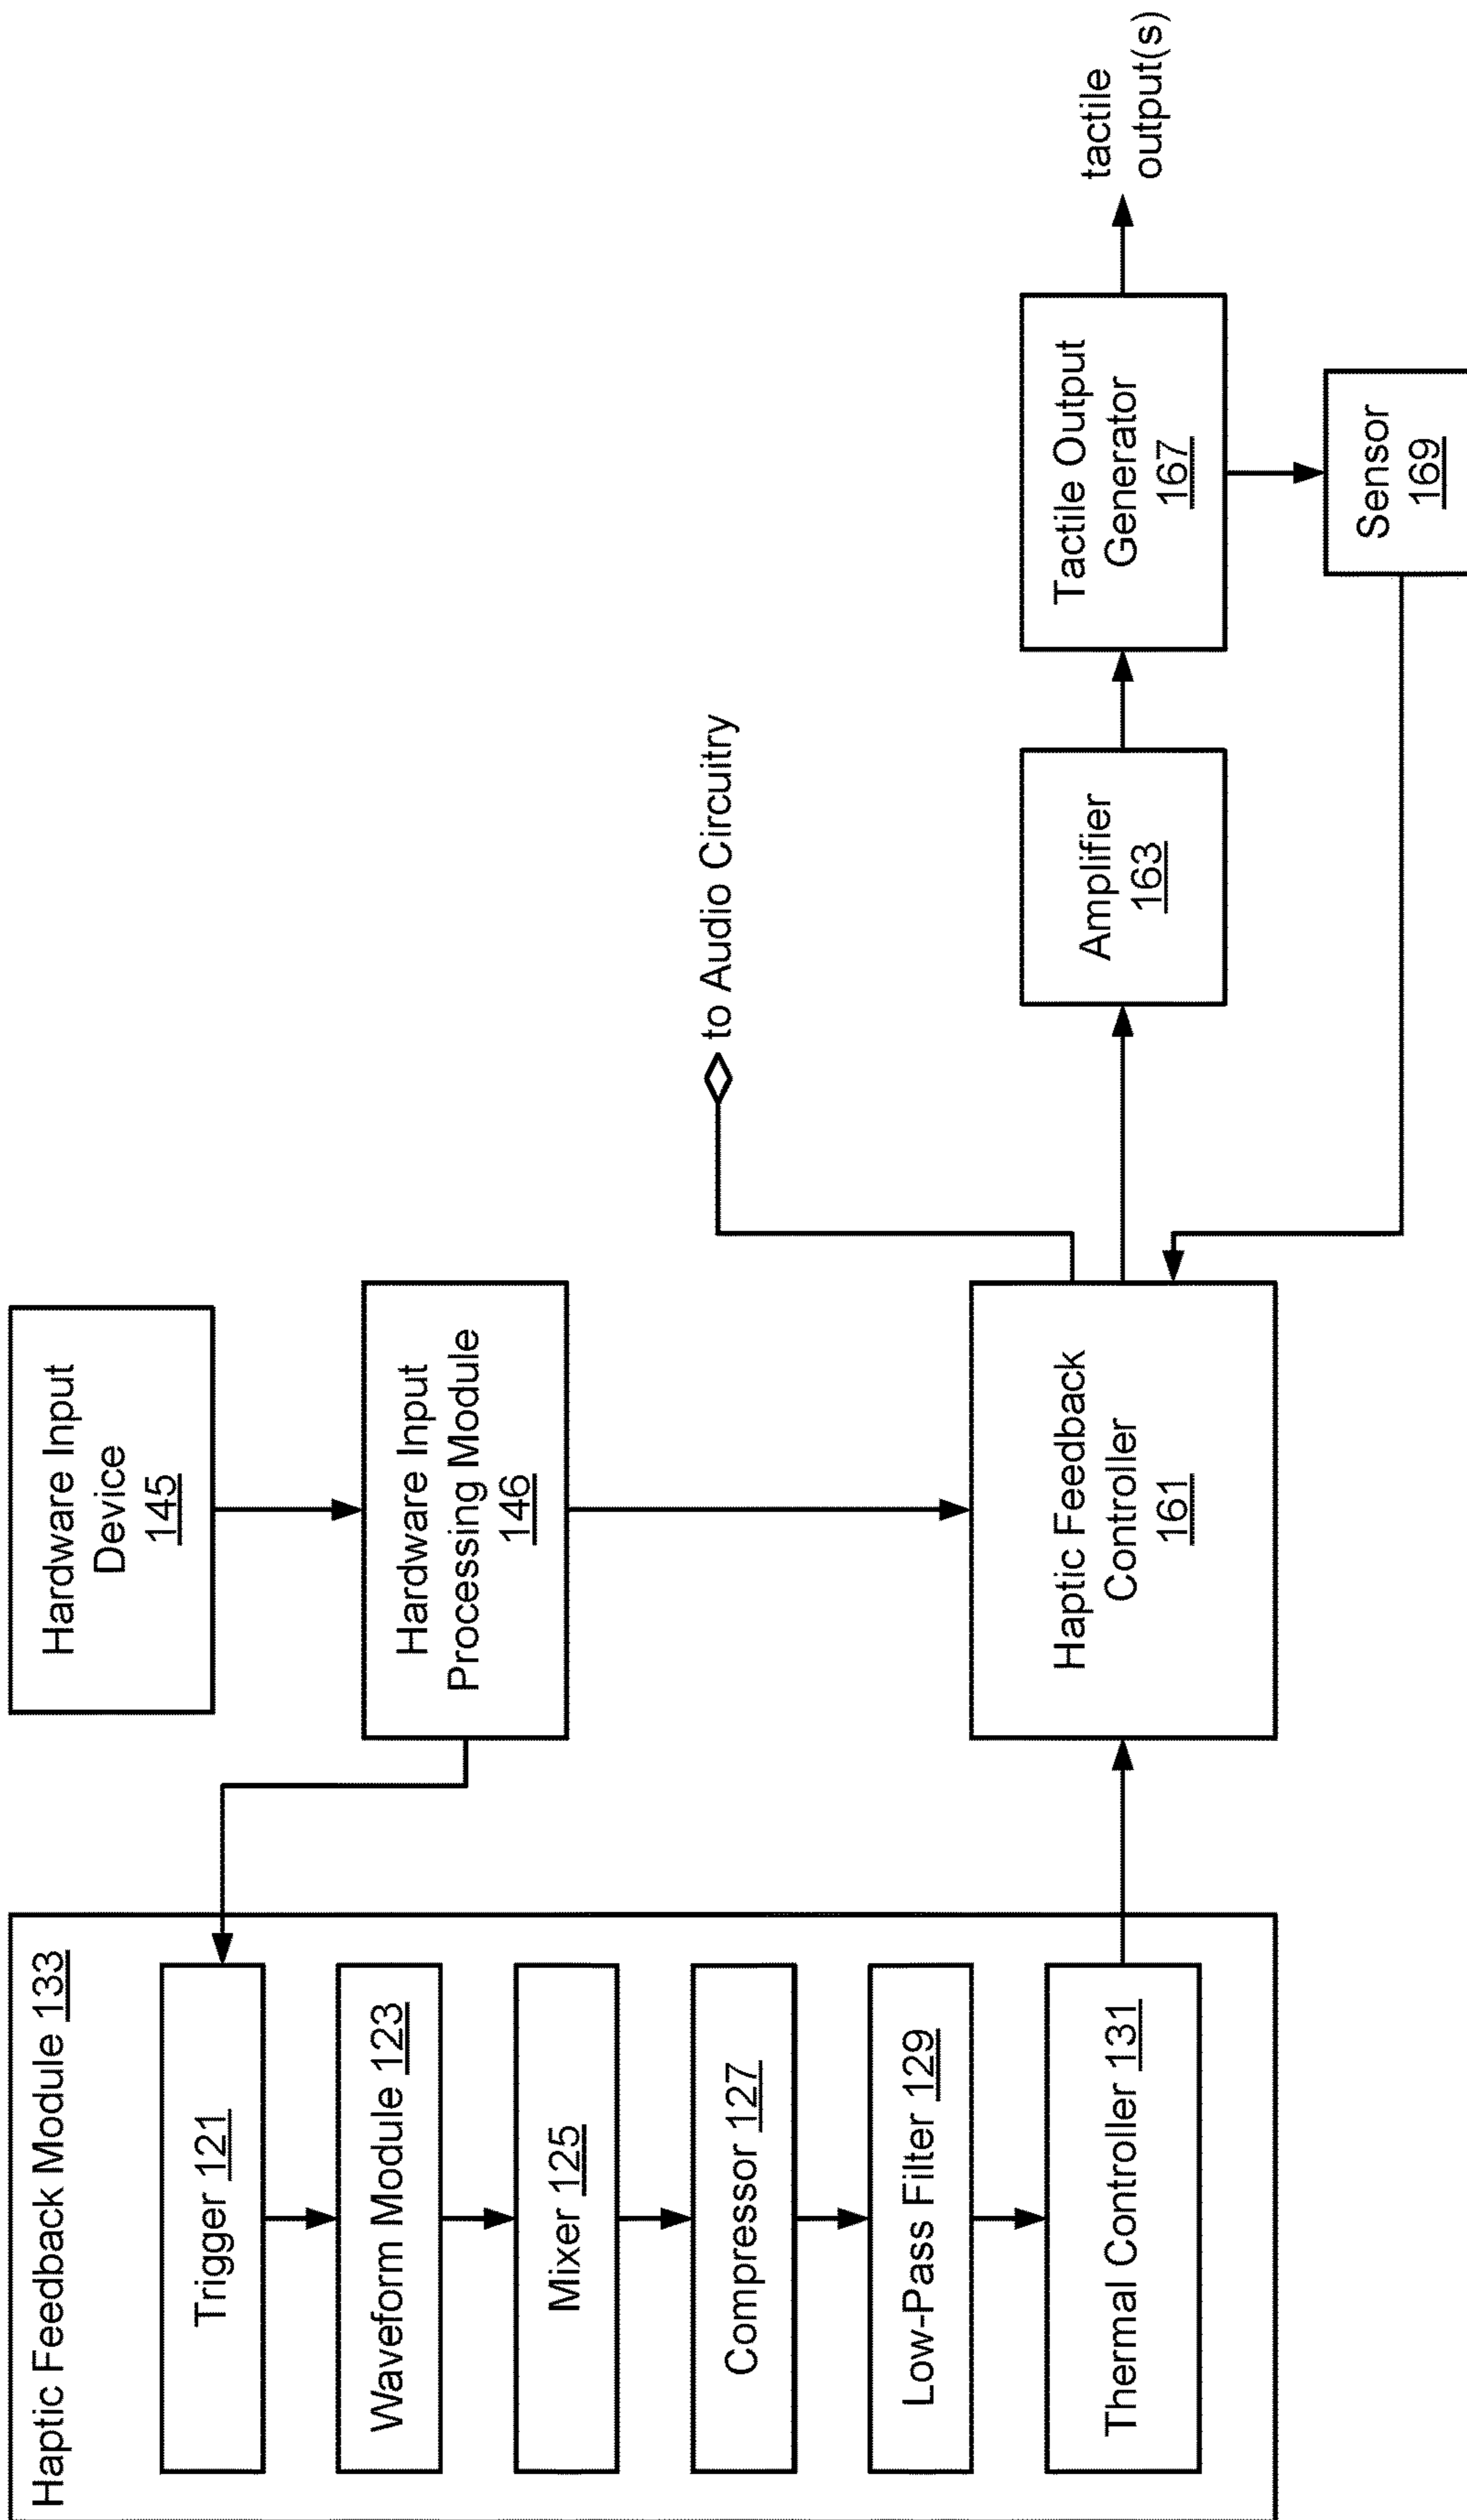 Haptic Feedback Module 133
Trigger 121
Waveform Module 123
Mixer 125
Compressor 127
Low-Pass Filter 129
Thermal Controller 131
Hardware Input
Device
145
Hardware Input
Processing Module
146
Haptic Feedback
Controller
161
to Audio Circuitry
Amplifier
163
Tactile Output
Generator
167
Sensor
169
tactile
output(s)